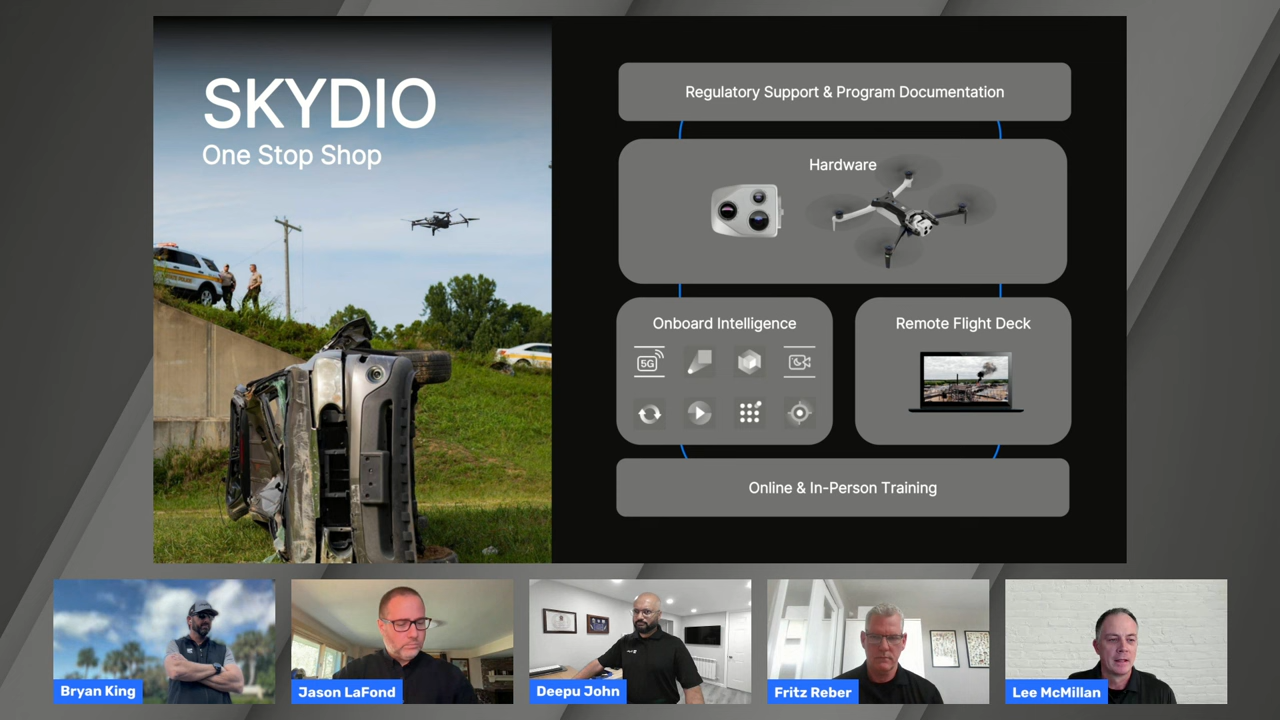 SKYDIO
One Stop Shop
Regulatory Support & Program Documentation
Hardware
Onboard Intelligence
5G
Remote Flight Deck
Online & In-Person Training
Bryan King
Jason LaFond
Deepu John
Fritz Reber
Lee McMillan